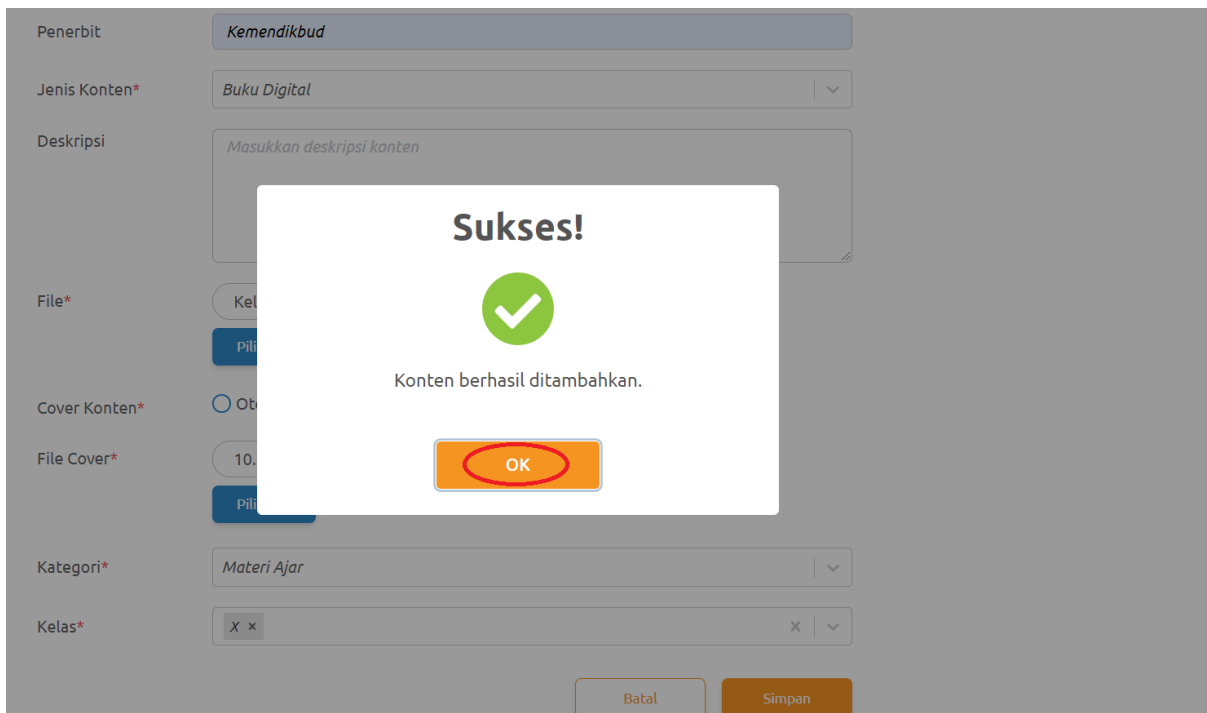 Penerbit
Kemendikbud
Jenis Konten*
Buku Digital
Deskripsi
Masukkan deskripsi konten
Sukses!
File*
Konten berhasil ditambahkan.
Cover Konten*
File Cover*
10.
OK
Kategori*
Materi Ajar
Kelas*
X ×
Batal
Simpan